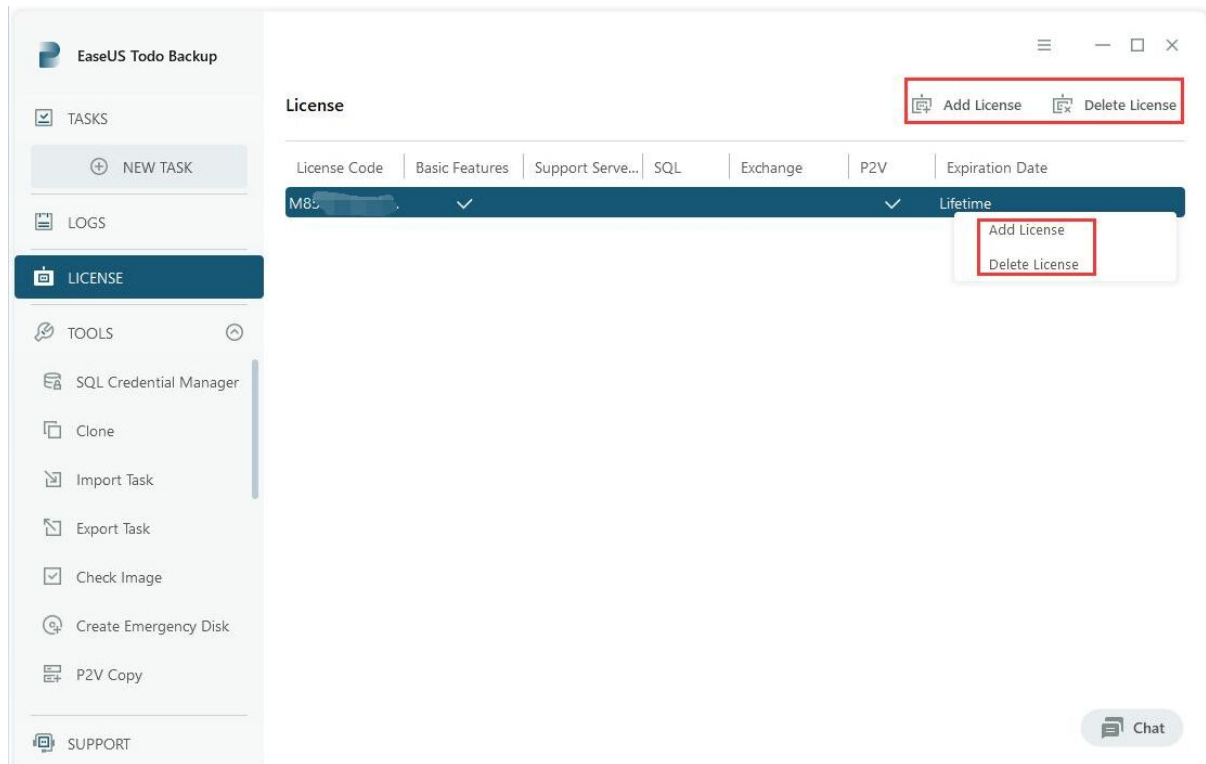 EaseUS Todo Backup
TASKS
NEW TASK
LOGS
LICENSE
TOOLS
SQL Credential Manager
Clone
Import Task
Export Task
Check Image
Create Emergency Disk
P2V Copy
SUPPORT
License
Add License Delete License
License Code Basic Features Support Serve... SQL Exchange P2V Expiration Date
Lifetime
Add License
Delete License
Chat